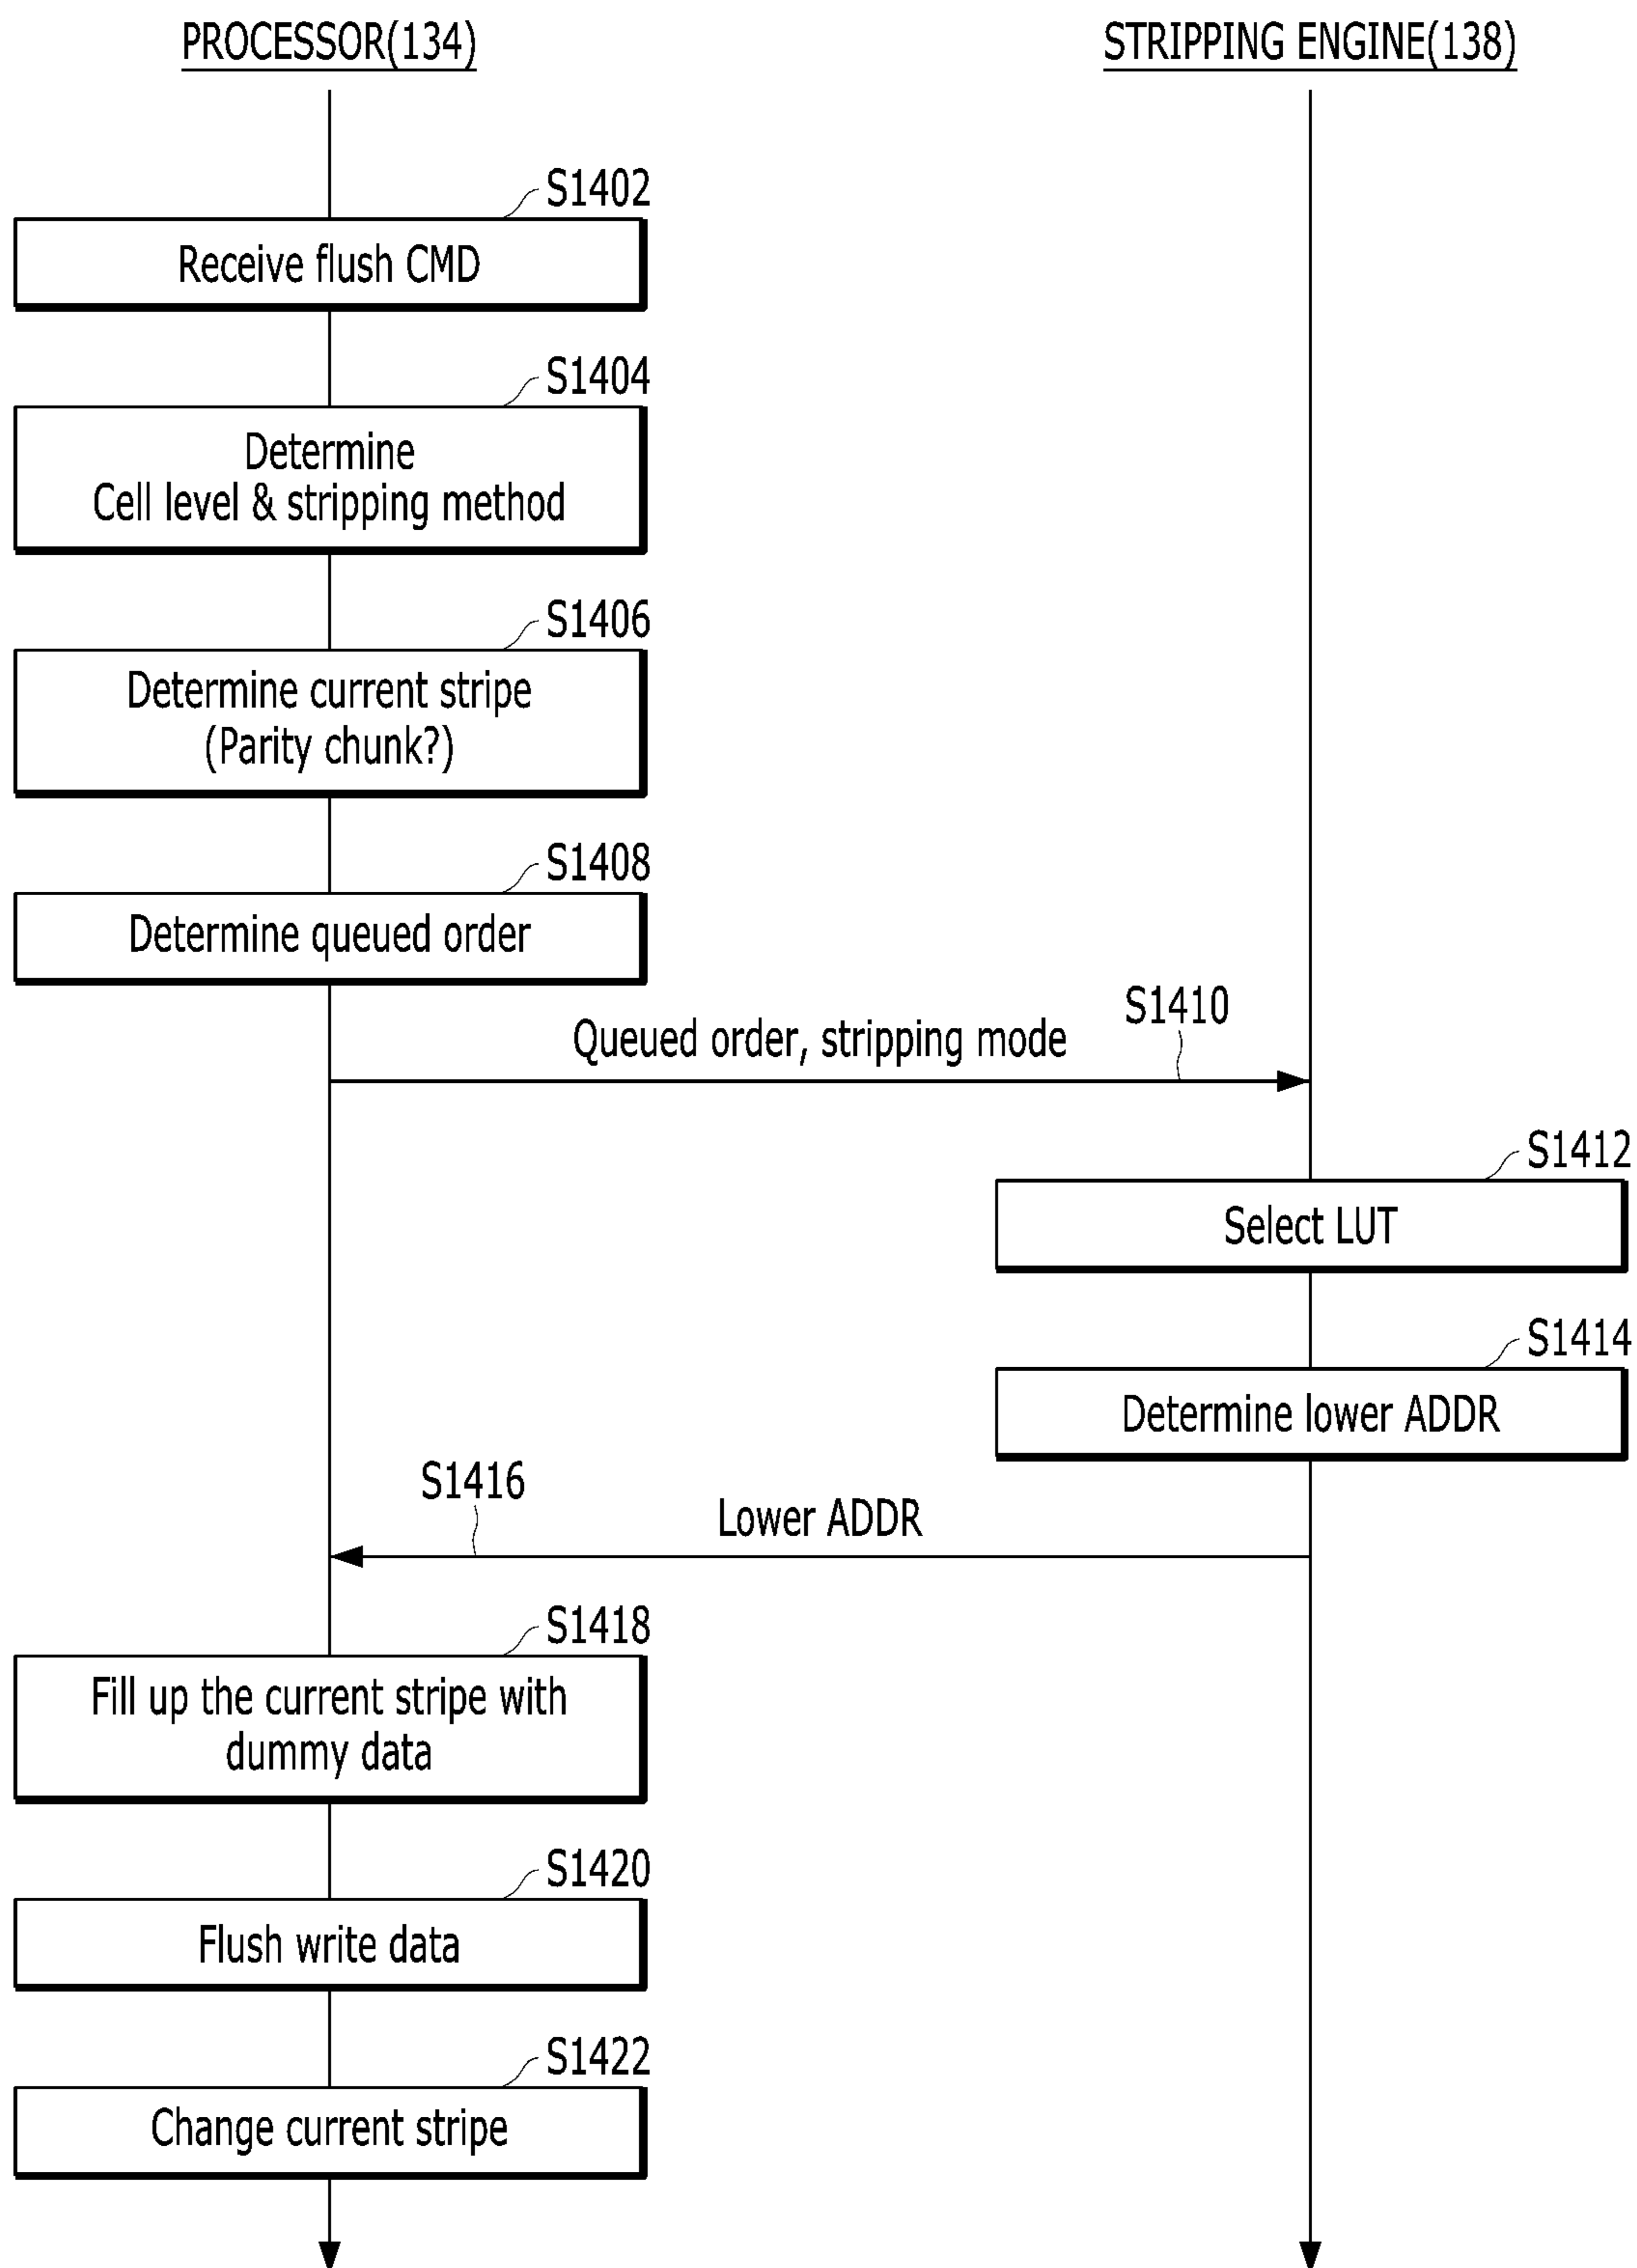 PROCESSOR(134)
STRIPPING ENGINE(138)
S1402
Receive flush CMD
S1404
Determine
Cell level & stripping method
S1406
Determine current stripe
(Parity chunk?)
S1408
Determine queued order
S1410
Queued order, stripping mode
S1412
Select LUT
S1414
Determine lower ADDR
S1416
Lower ADDR
S1418
Fill up the current stripe with
dummy data
S1420
Flush write data
S1422
Change current stripe